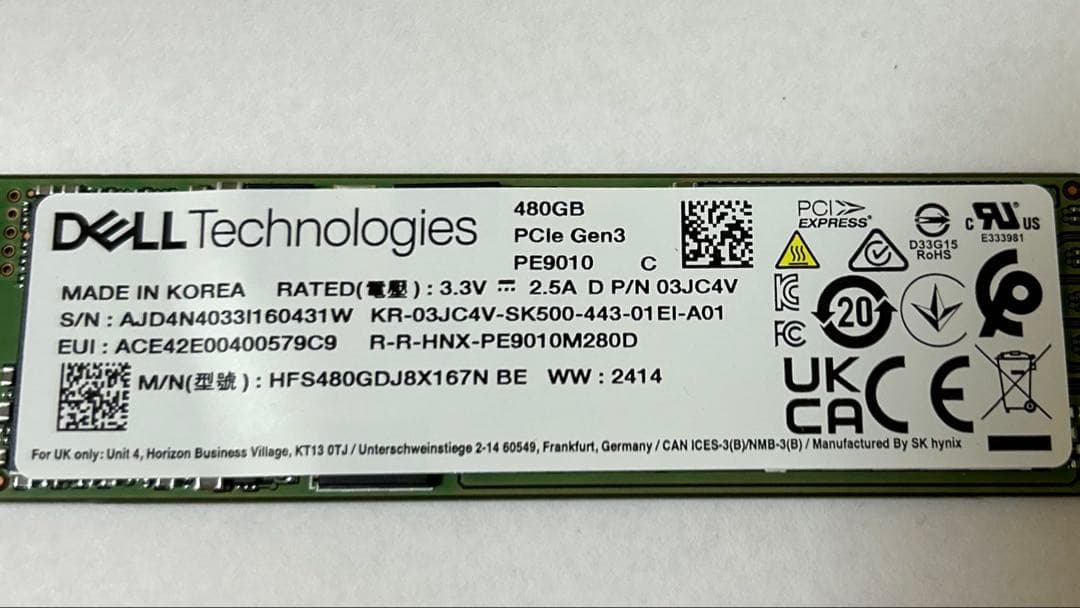 DELLTechnologies
480GB
PCIe Gen3
PE9010 C
MADE IN KOREA RATED(電壓) : 3.3V ⎓ 2.5A D P/N 03JC4V
S/N : AJD4N4033I160431W KR-03JC4V-SK500-443-01EI-A01
EUI : ACE42E00400579C9 R-R-HNX-PE9010M280D
M/N(型號) : HFS480GDJ8X167N BE WW : 2414
For UK only: Unit 4, Horizon Business Village, KT13 0TJ / Unterschweinstiege 2-14 60549, Frankfurt, Germany / CAN ICES-3(B)/NMB-3(B) / Manufactured By SK hynix
PCI
EXPRESS®
D33G15
RoHS
c RU® US
E333981
KC
FC
20
UK
CA
CE